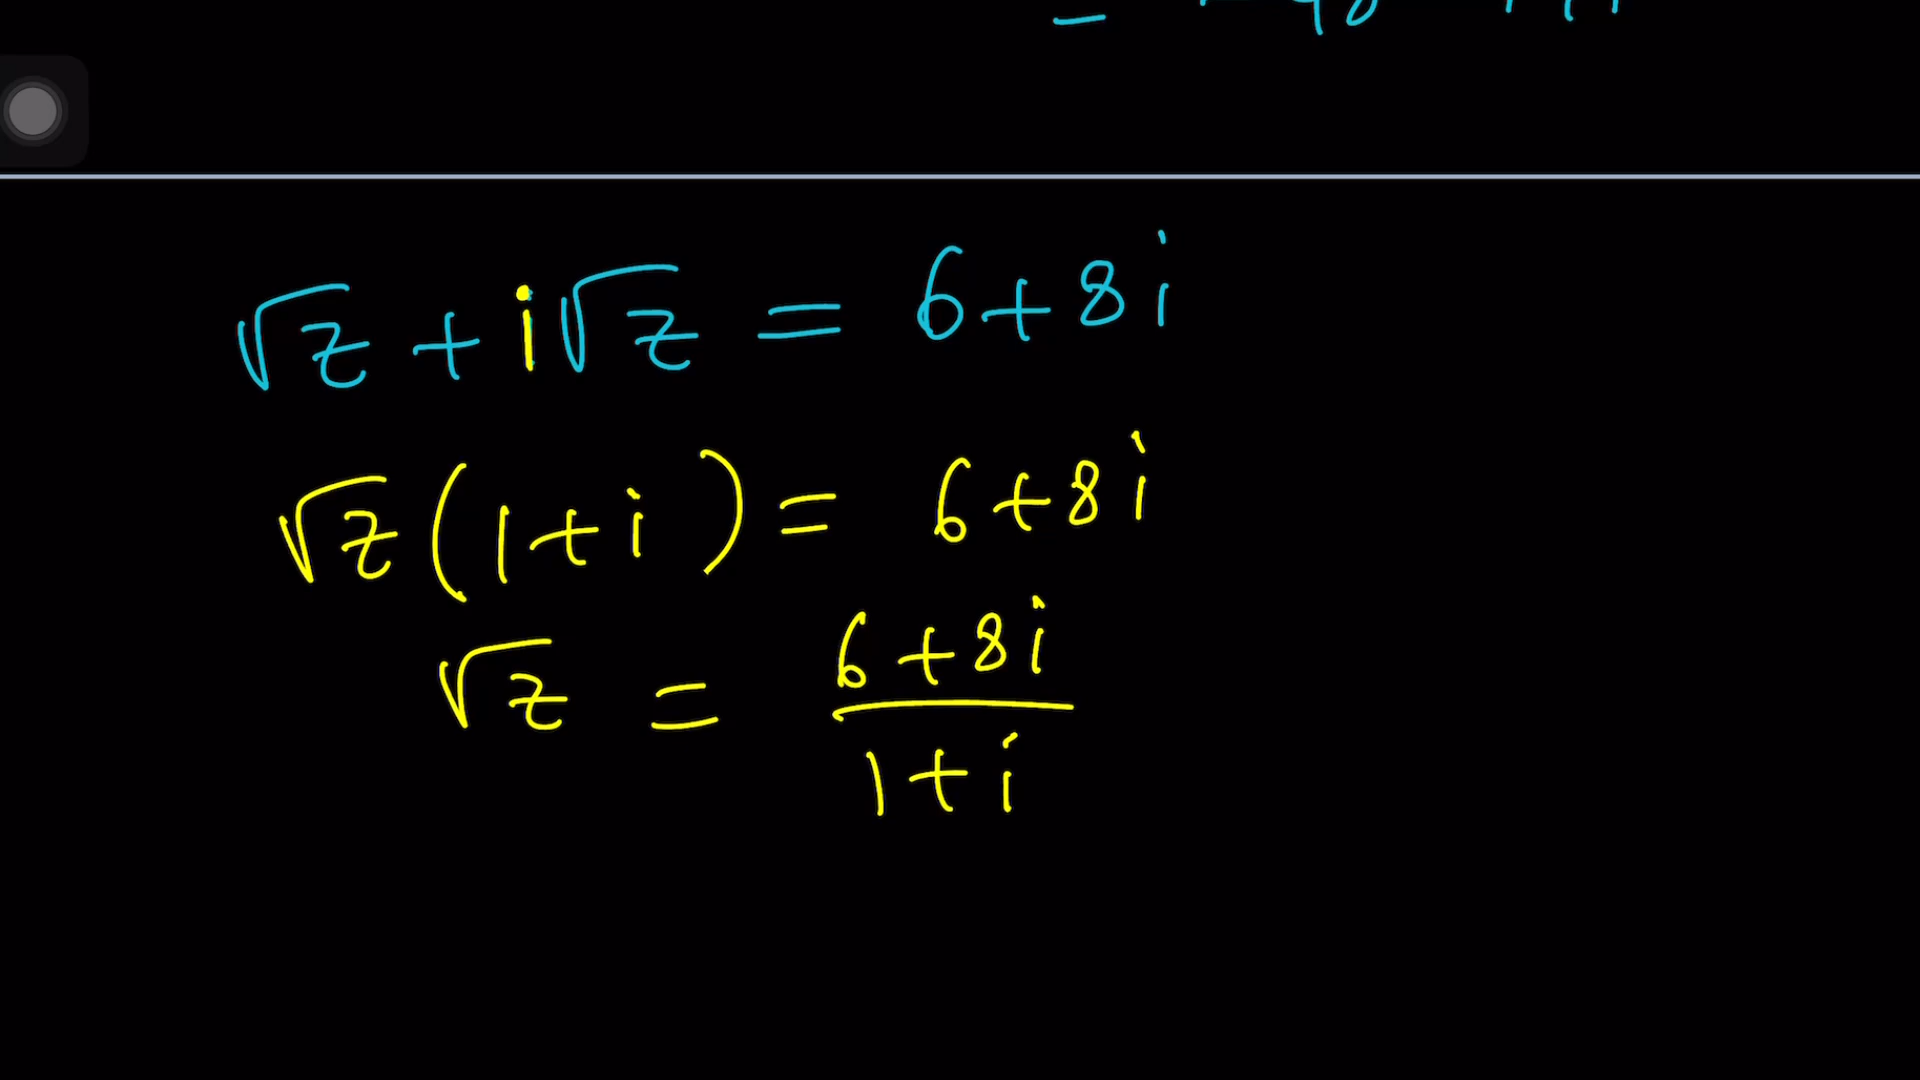 √z + i√z = 6+8i
√z (1+i) = 6+8i
√z = 6+8i / 1+i